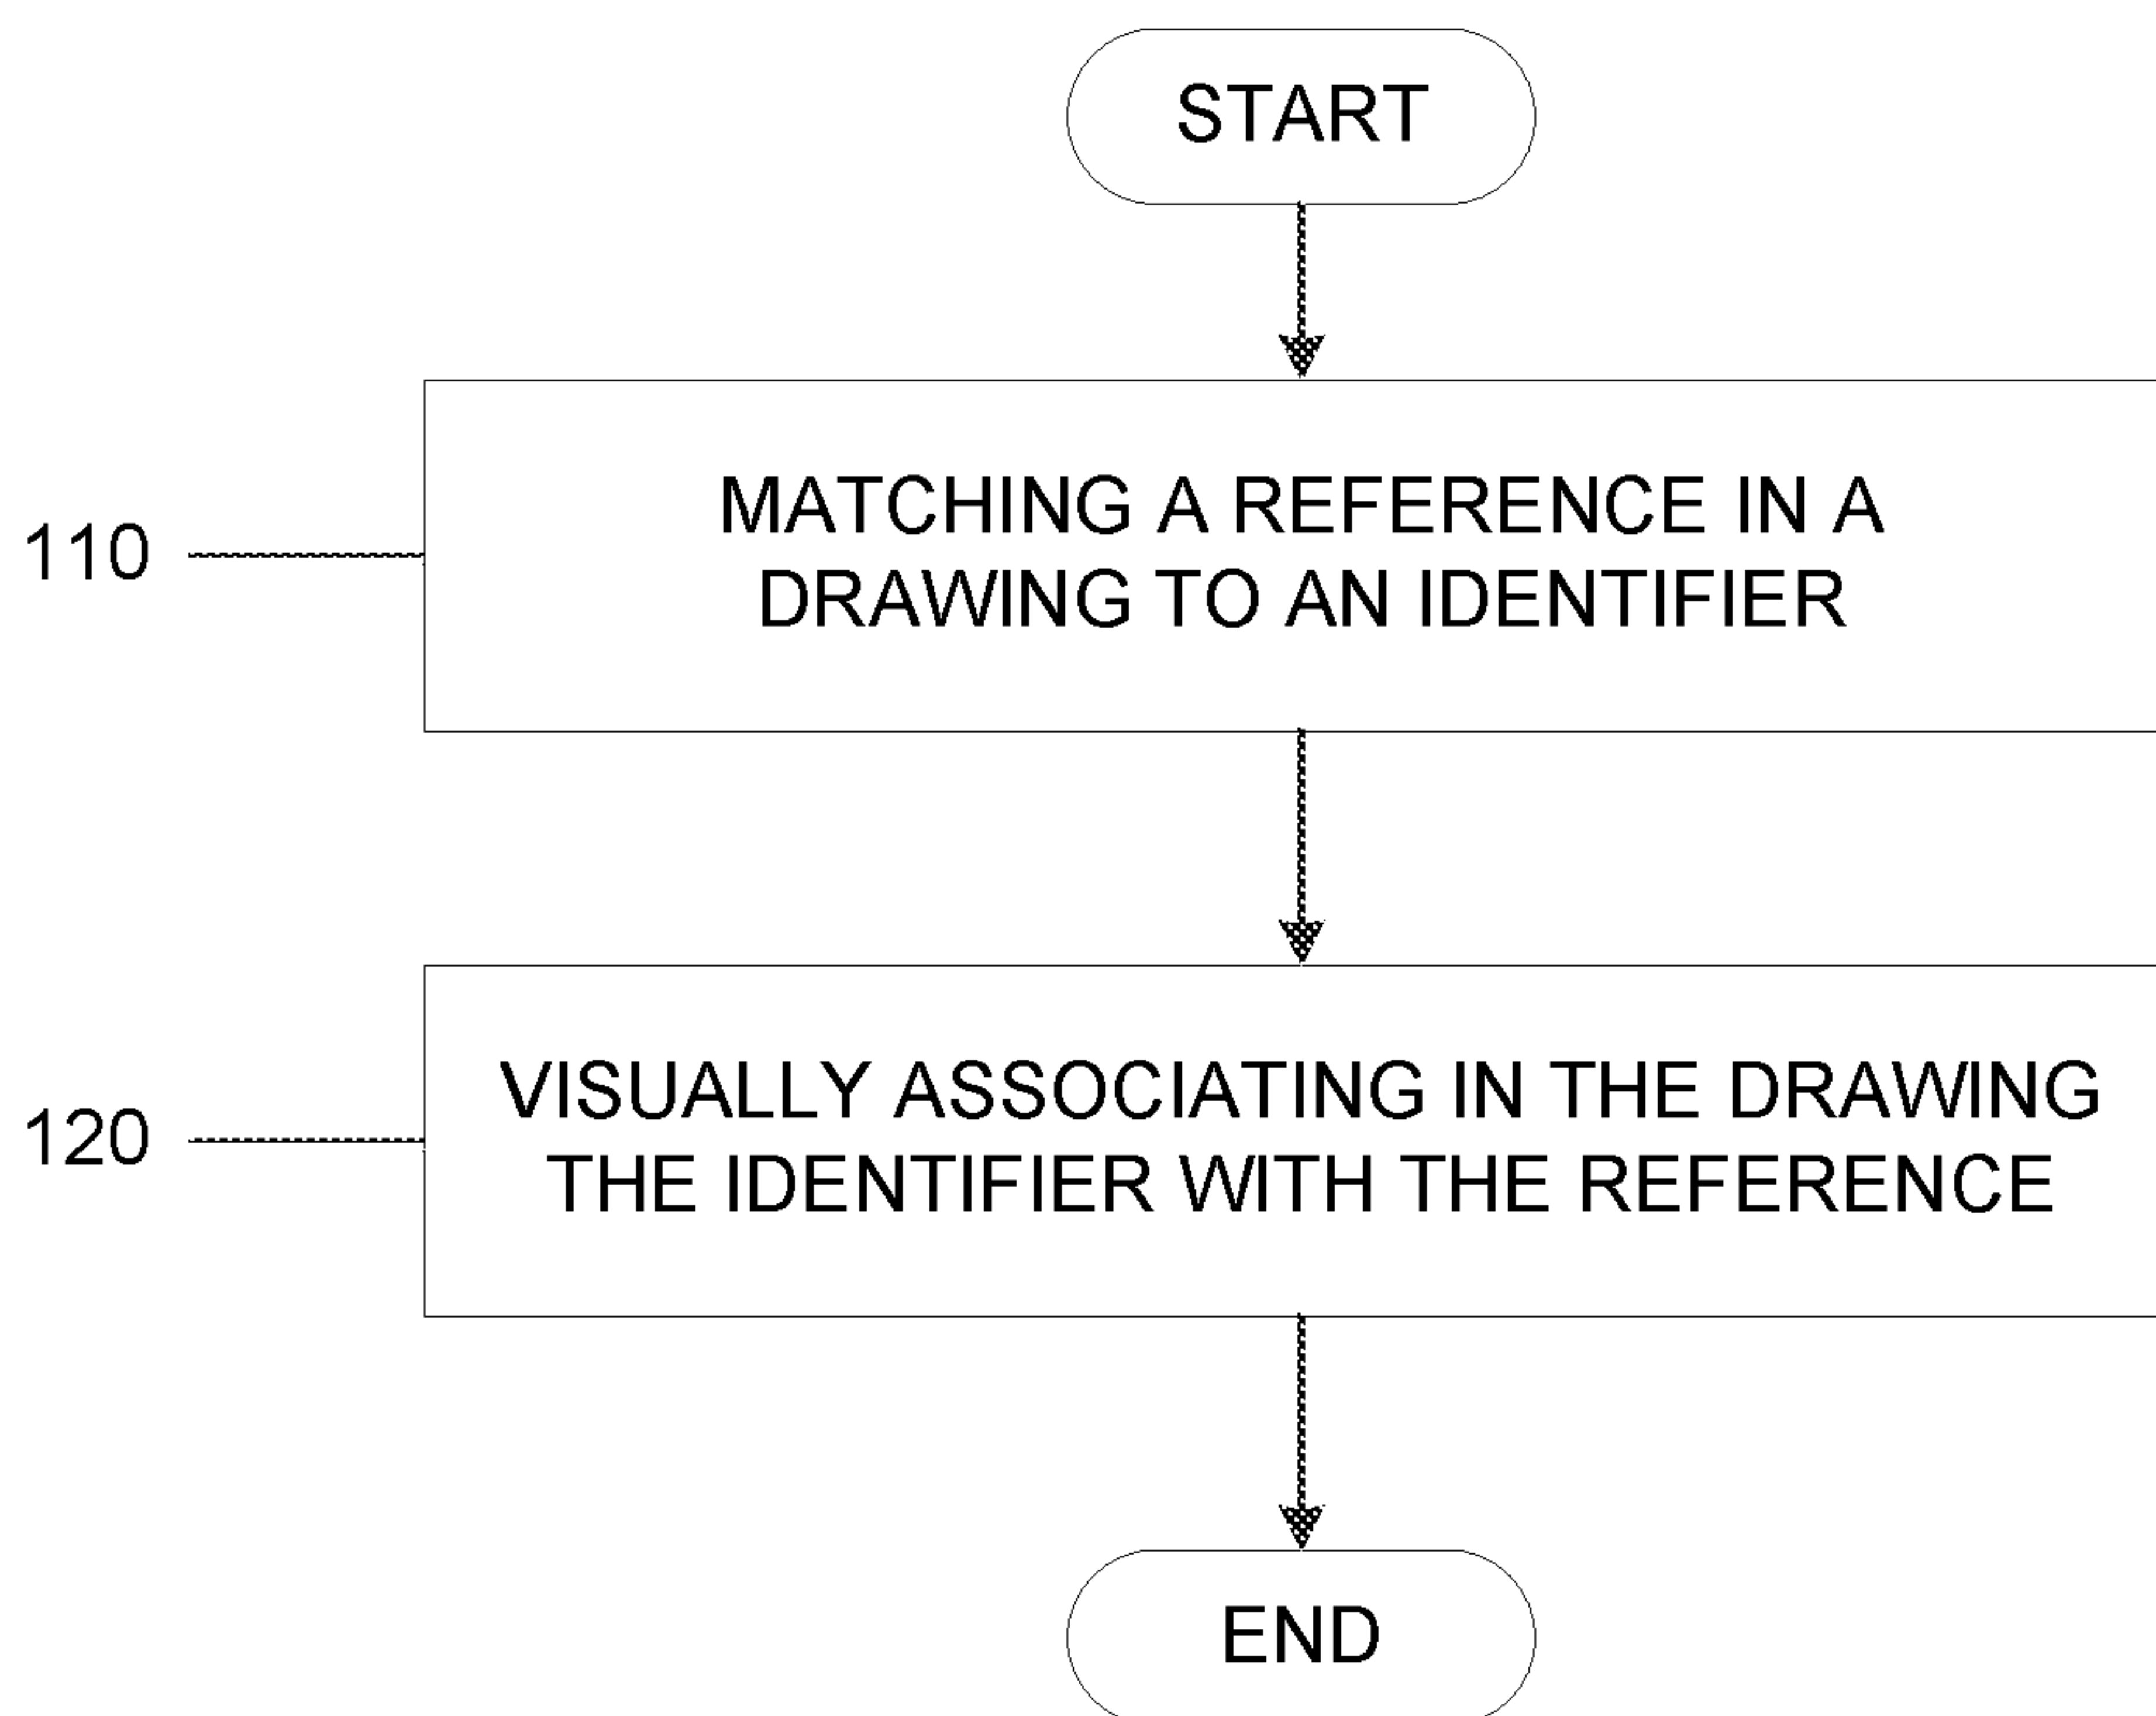 START
110
MATCHING A REFERENCE IN A
DRAWING TO AN IDENTIFIER
120
VISUALLY ASSOCIATING IN THE DRAWING
THE IDENTIFIER WITH THE REFERENCE
END